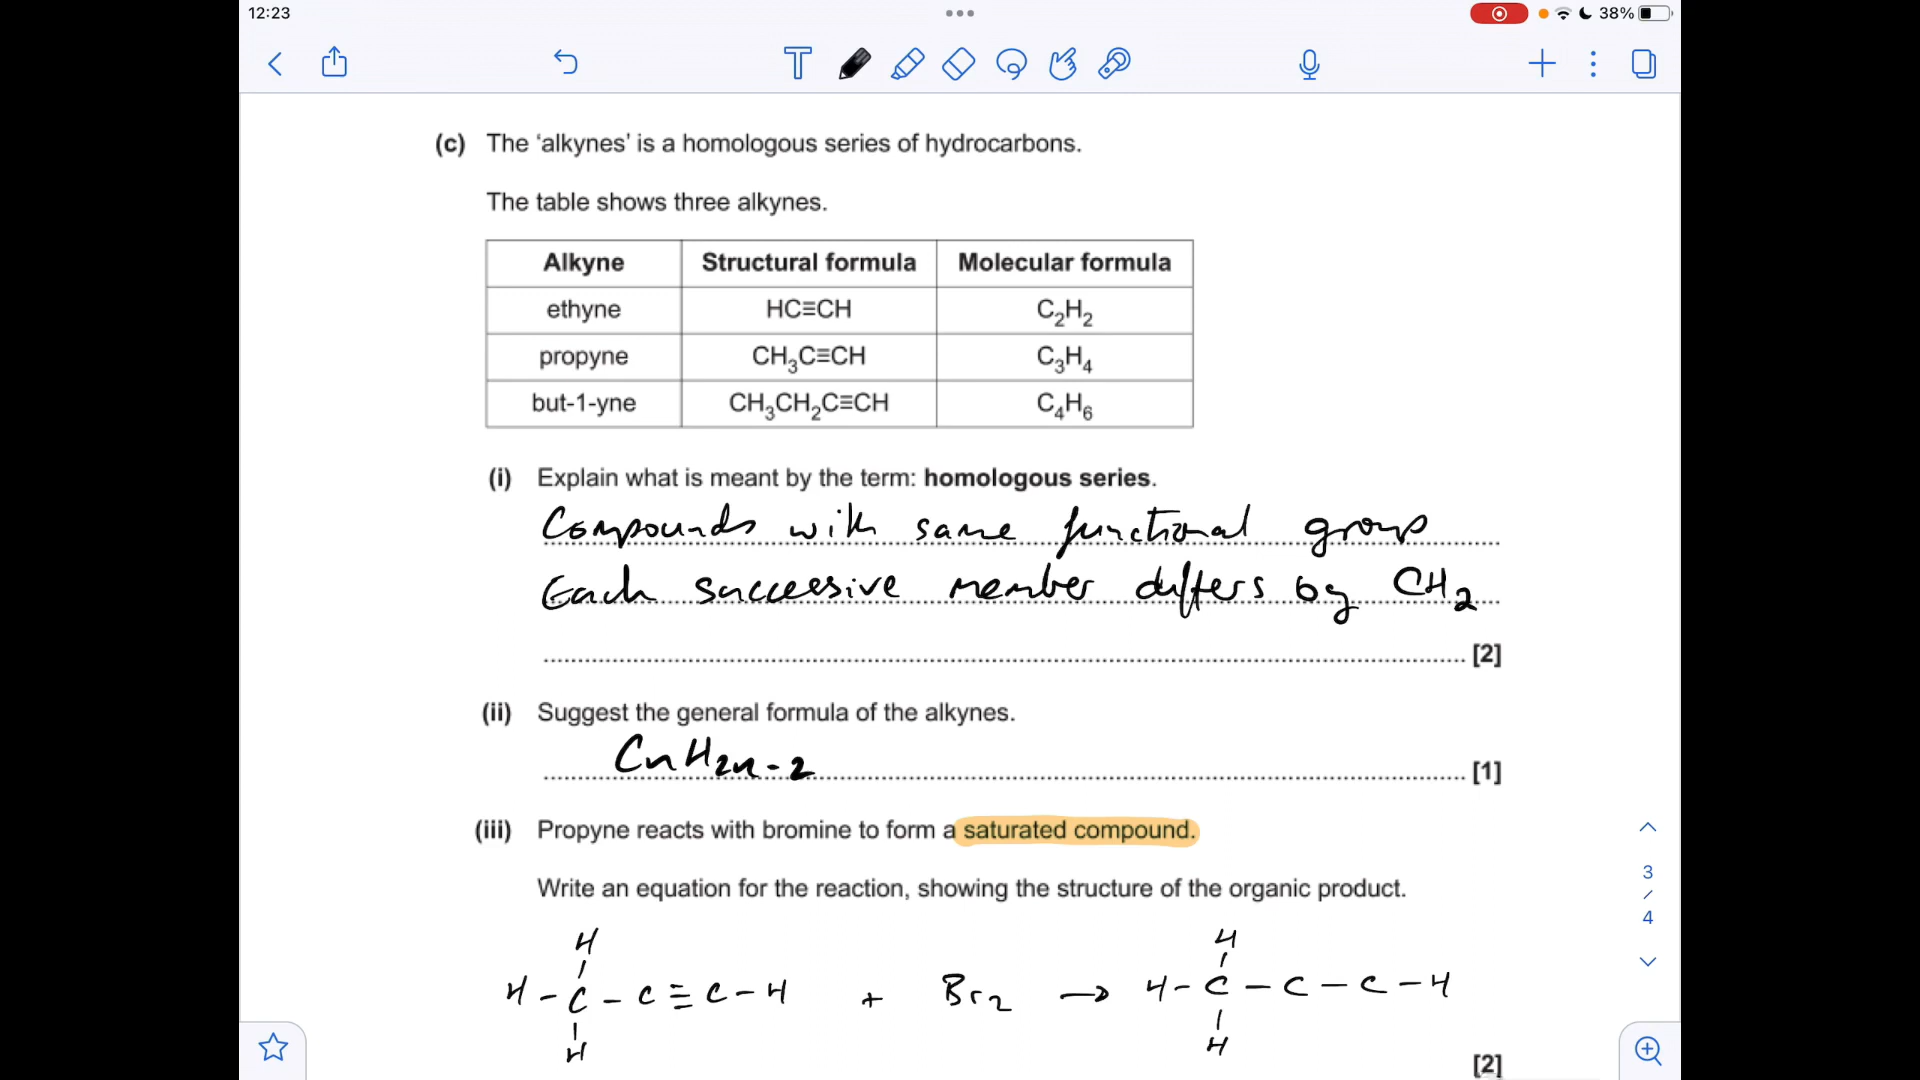 12:23
38%
(c) The ‘alkynes’ is a homologous series of hydrocarbons.
The table shows three alkynes.
Alkyne Structural formula Molecular formula
ethyne HC≡CH C₂H₂
propyne CH₃C≡CH C₃H₄
but-1-yne CH₃CH₂C≡CH C₄H₆
(i) Explain what is meant by the term: homologous series.
Compounds with same functional group
Each successive member differs by CH₂
[2]
(ii) Suggest the general formula of the alkynes.
CnH2n-2
[1]
(iii) Propyne reacts with bromine to form a saturated compound.
Write an equation for the reaction, showing the structure of the organic product.
H H
H - C - C ≡ C - H + Br₂ → H - C - C - C - H
H H
[2]
3
/
4